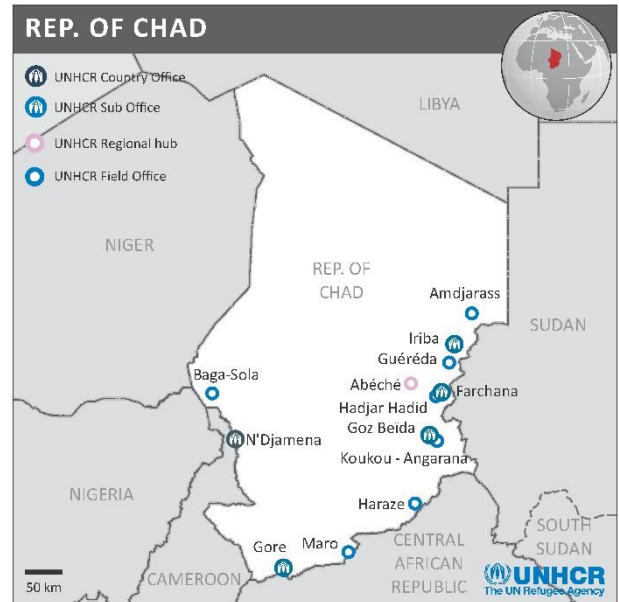 REP. OF CHAD
UNHCR Country Office
UNHCR Sub Office
UNHCR Regional hub
UNHCR Field Office
LIBYA
NIGER
REP. OF
CHAD
Amdjarass
SUDAN
Iriba
Guéréda
Baga-Sola
Abéché
Farchana
Hadjar Hadid
Goz Beïda
N'Djamena
Koukou - Angarana
NIGERIA
Haraze
SOUTH
SUDAN
Gore
Maro
CENTRAL
AFRICAN
REPUBLIC
CAMEROON
50 km
UNHCR
The UN Refugee Agency